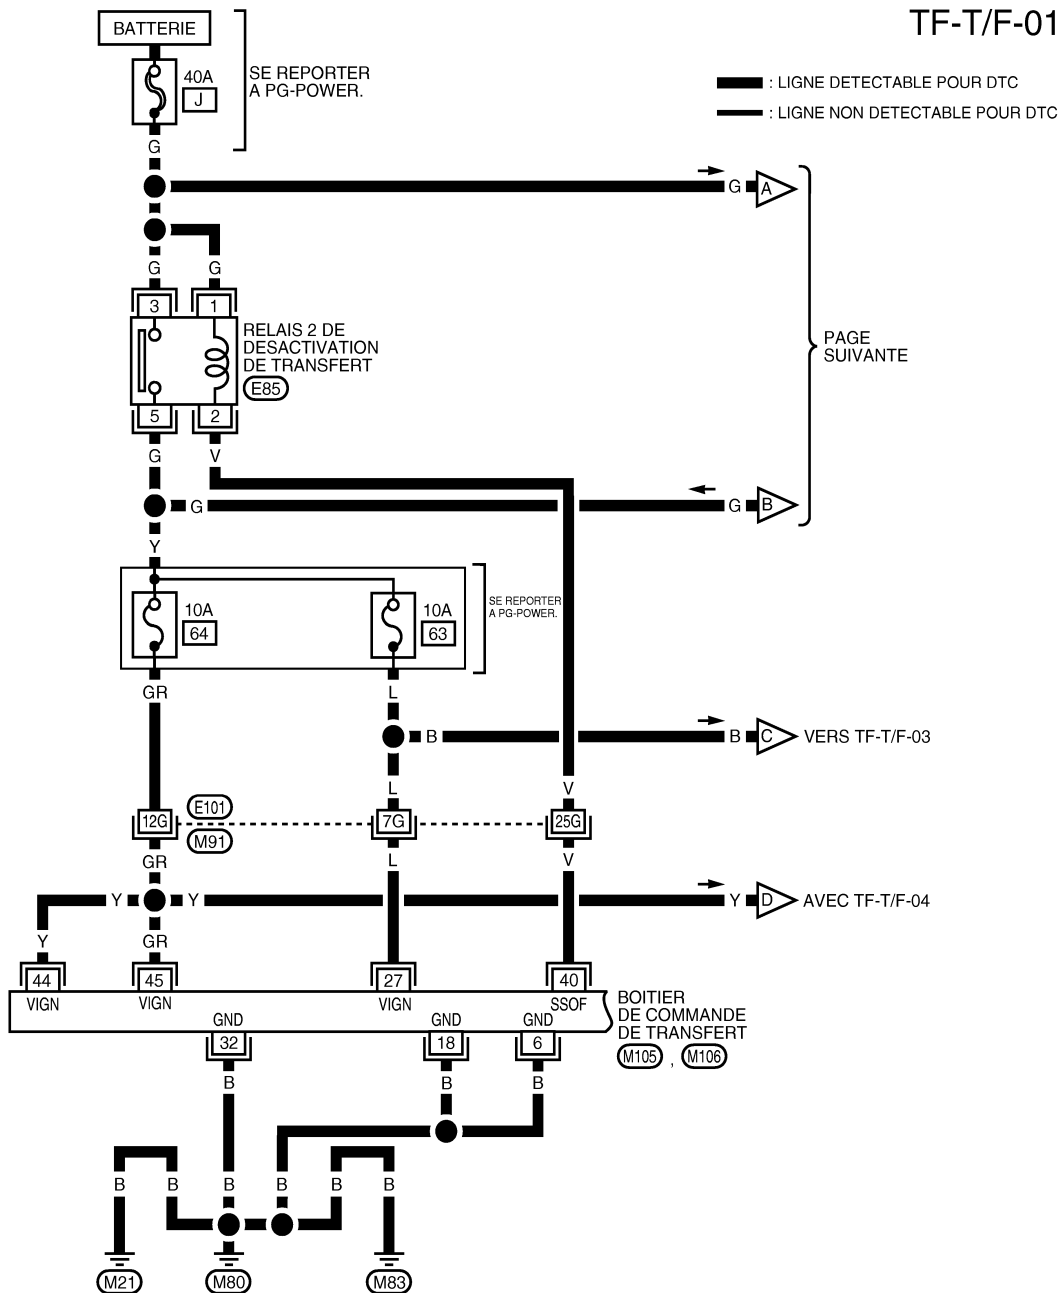 TF-T/F-01
BATTERIE
40A
J
SE REPORTER
A PG-POWER.
: LIGNE DETECTABLE POUR DTC
: LIGNE NON DETECTABLE POUR DTC
G
G
A
G
G
3
1
RELAIS 2 DE
DESACTIVATION
DE TRANSFERT
E85
PAGE
SUIVANTE
5
2
G
V
G
G
B
Y
10A
64
10A
63
SE REPORTER
A PG-POWER.
GR
L
B
B
C
VERS TF-T/F-03
L
V
E101
12G
7G
25G
M91
GR
L
V
Y
Y
Y
D
AVEC TF-T/F-04
Y
GR
44
45
27
40
VIGN
VIGN
VIGN
SSOF
BOITIER
DE COMMANDE
DE TRANSFERT
M105 , M106
GND
GND
GND
32
18
6
B
B
B
B
B
B
B
B
B
M21
M80
M83